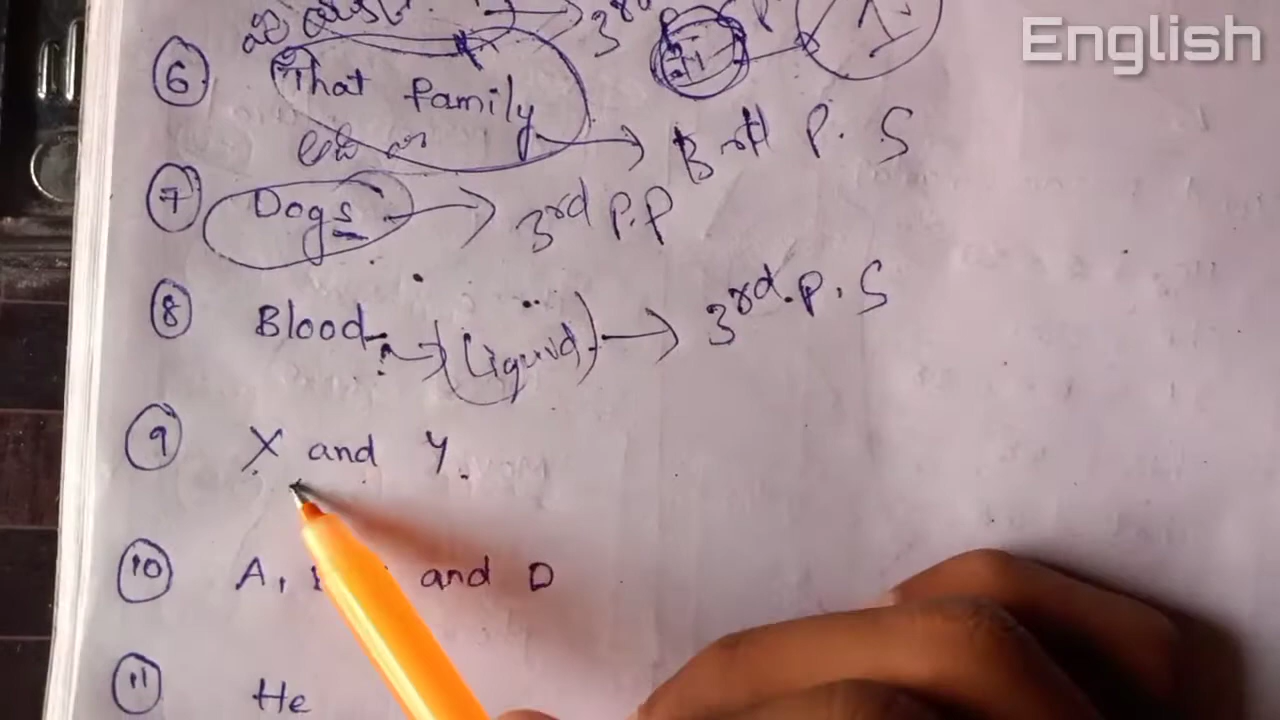 English
3rd
6 That family
P. S
7 Dogs → 3rd P.P
8 Blood → (Liquid) → 3rd.P.S
9 X and Y.
10 A, and D
11 He